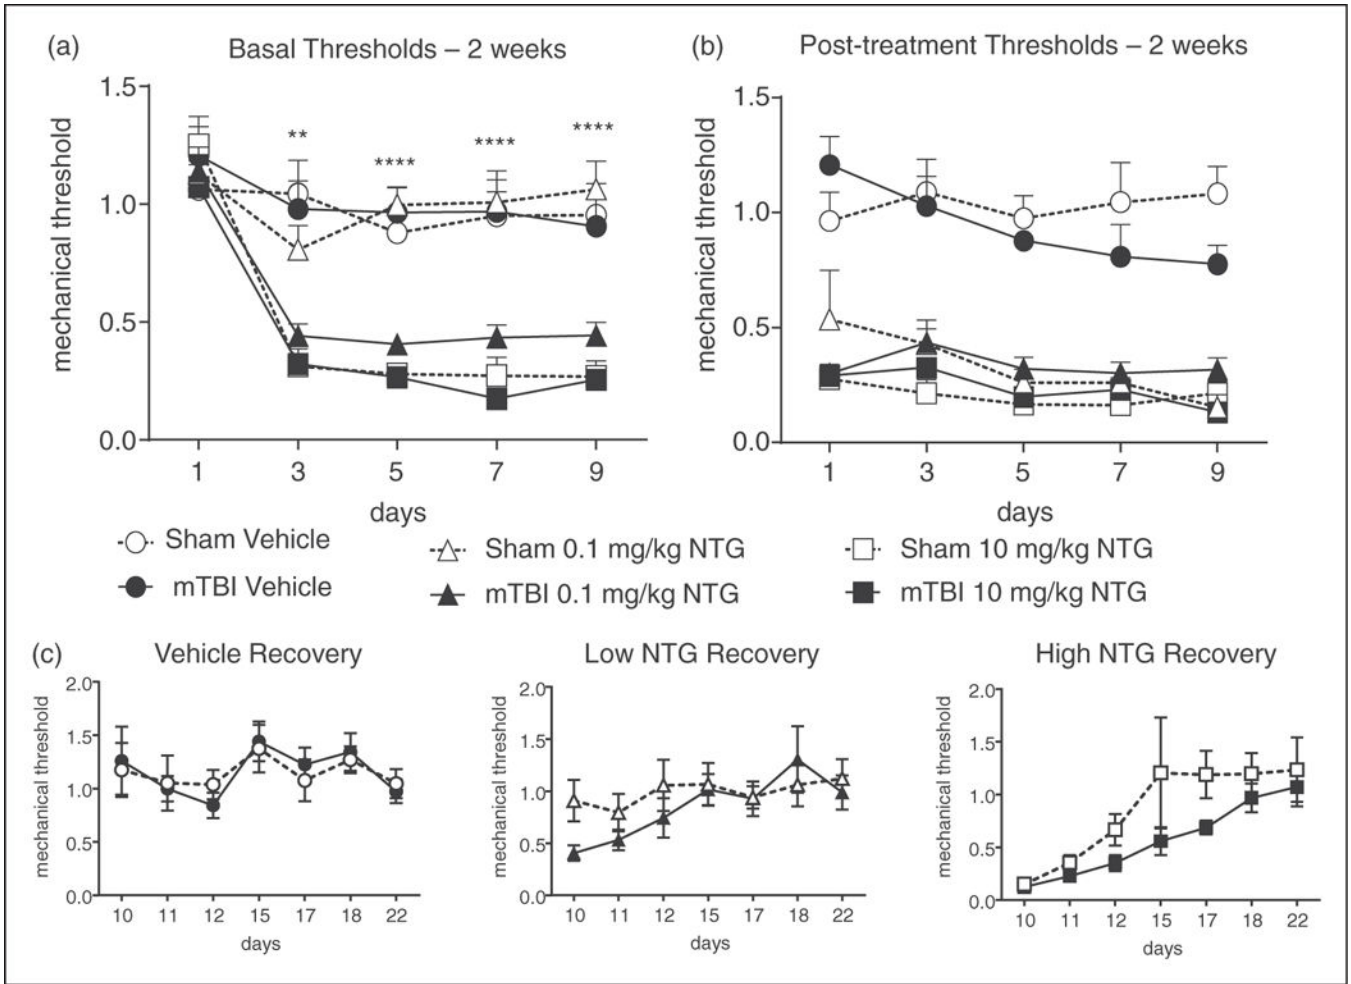 (a)
Basal Thresholds – 2 weeks
mechanical threshold
1.5
1.0
0.5
0.0
**
****
****
****
1 3 5 7 9
days
(b)
Post-treatment Thresholds – 2 weeks
mechanical threshold
1.5
1.0
0.5
0.0
1 3 5 7 9
days
Sham Vehicle
mTBI Vehicle
Sham 0.1 mg/kg NTG
mTBI 0.1 mg/kg NTG
Sham 10 mg/kg NTG
mTBI 10 mg/kg NTG
(c)
Vehicle Recovery
mechanical threshold
2.0
1.5
1.0
0.5
0.0
10 11 12 15 17 18 22
days
Low NTG Recovery
mechanical threshold
2.0
1.5
1.0
0.5
0.0
10 11 12 15 17 18 22
days
High NTG Recovery
mechanical threshold
2.0
1.5
1.0
0.5
0.0
10 11 12 15 17 18 22
days